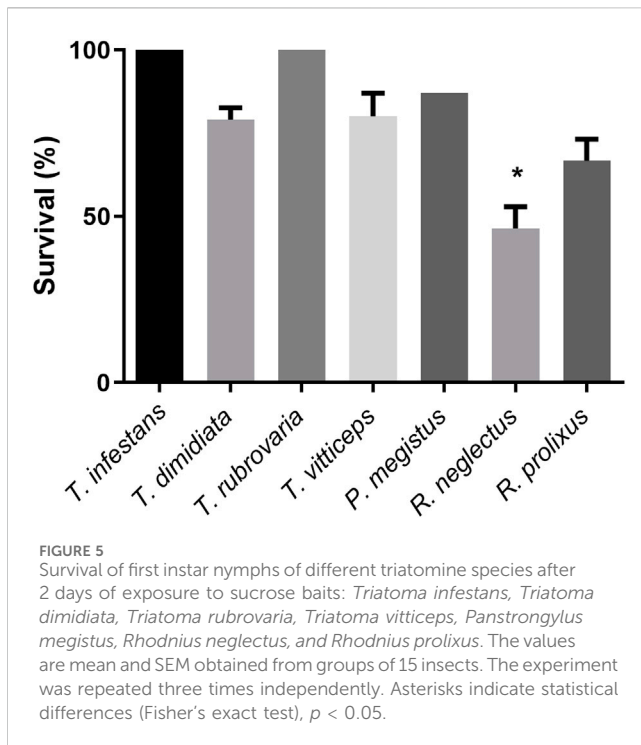 100
50
0
Survival (%)
*
T. infestans
T. dimidiata
T. rubrovaria
T. vitticeps
P. megistus
R. neglectus
R. prolixus
FIGURE 5
Survival of first instar nymphs of different triatomine species after
2 days of exposure to sucrose baits: Triatoma infestans, Triatoma
dimidiata, Triatoma rubrovaria, Triatoma vitticeps, Panstrongylus
megistus, Rhodnius neglectus, and Rhodnius prolixus. The values
are mean and SEM obtained from groups of 15 insects. The experiment
was repeated three times independently. Asterisks indicate statistical
differences (Fisher's exact test), p < 0.05.